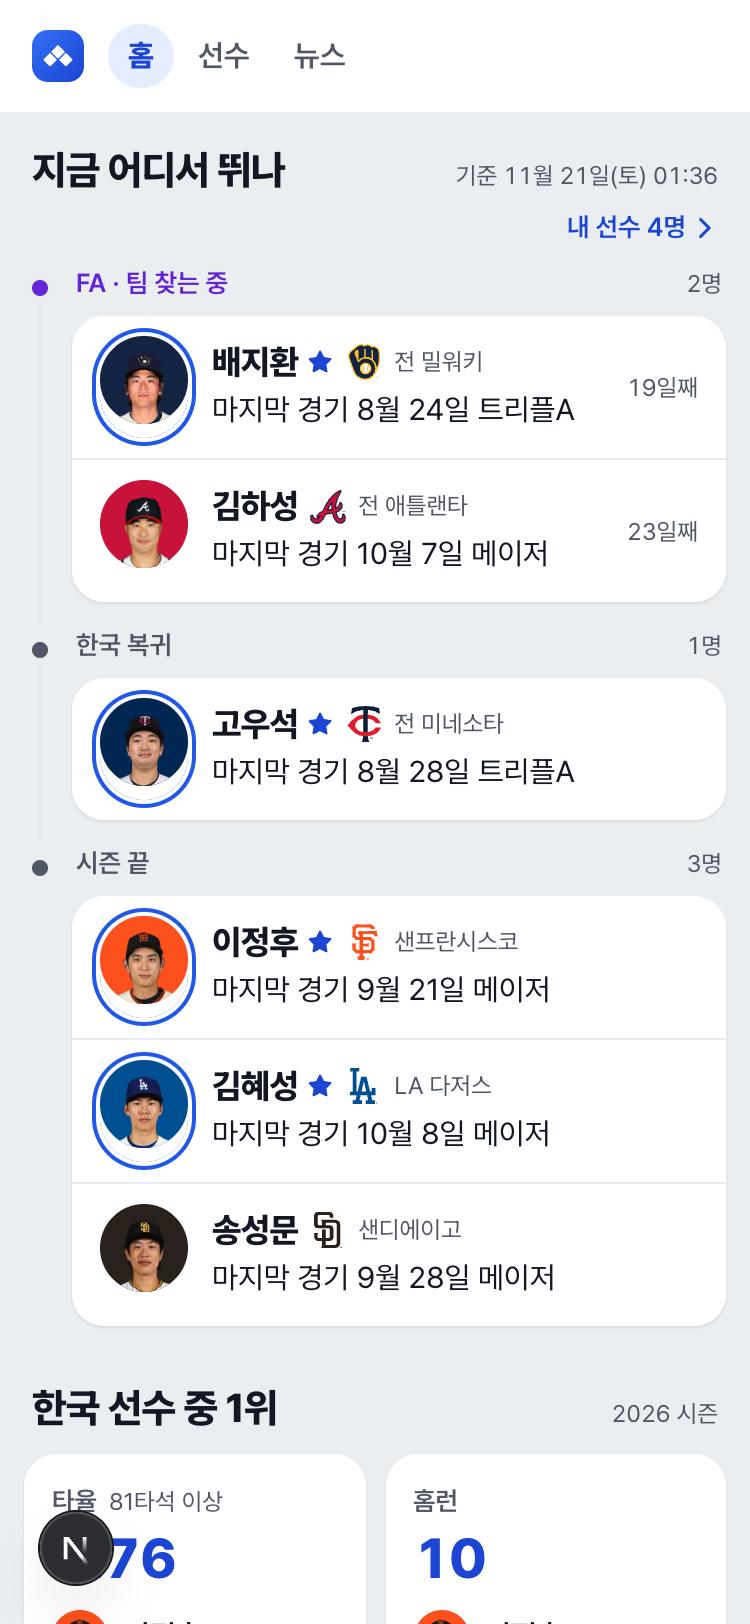 홈 선수 뉴스
지금 어디서 뛰나
기준 11월 21일(토) 01:36
내 선수 4명
FA · 팀 찾는 중 2명
배지환 전 밀워키
마지막 경기 8월 24일 트리플A
19일째
김하성 전 애틀랜타
마지막 경기 10월 7일 메이저
23일째
한국 복귀 1명
고우석 전 미네소타
마지막 경기 8월 28일 트리플A
시즌 끝 3명
이정후 샌프란시스코
마지막 경기 9월 21일 메이저
김혜성 LA 다저스
마지막 경기 10월 8일 메이저
송성문 샌디에이고
마지막 경기 9월 28일 메이저
한국 선수 중 1위 2026 시즌
타율 81타석 이상
76
홈런
10
N